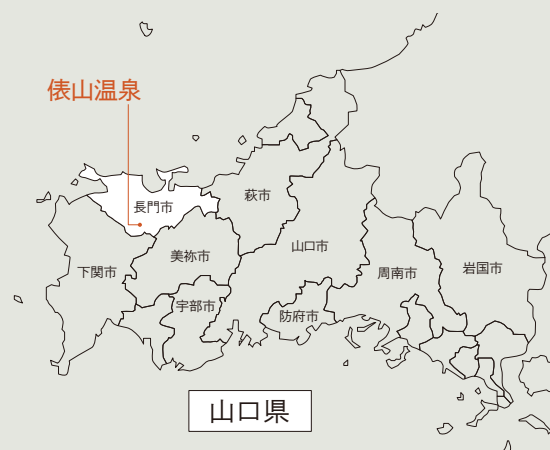 俵山温泉
長門市
萩市
山口市
美祢市
下関市
周南市
岩国市
宇部市
防府市
山口県